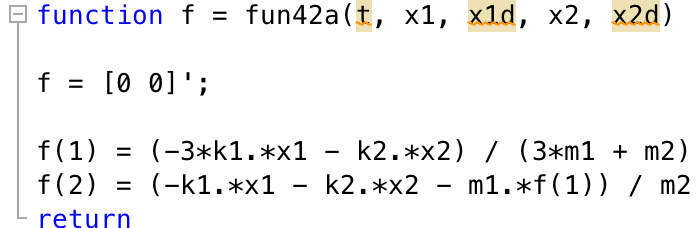 function f = fun42a(t, x1, x1d, x2, x2d)
f = [0 0]';
f(1) = (-3*k1.*x1 - k2.*x2) / (3*m1 + m2)
f(2) = (-k1.*x1 - k2.*x2 - m1.*f(1)) / m2
return